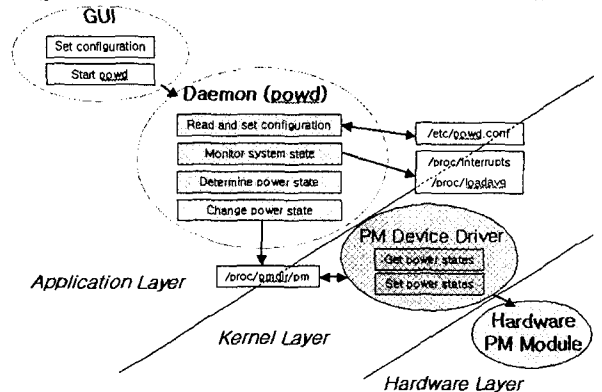 GUI
Set configuration
Start powd
Daemon (powd)
Read and set configuration
Monitor system state
Determine power state
Change power state
/etc/powd.conf
/proc/interrupts
/proc/loadavg
PM Device Driver
Get power states
Set power states
/proc/pmdir/pm
Application Layer
Kernel Layer
Hardware
PM Module
Hardware Layer